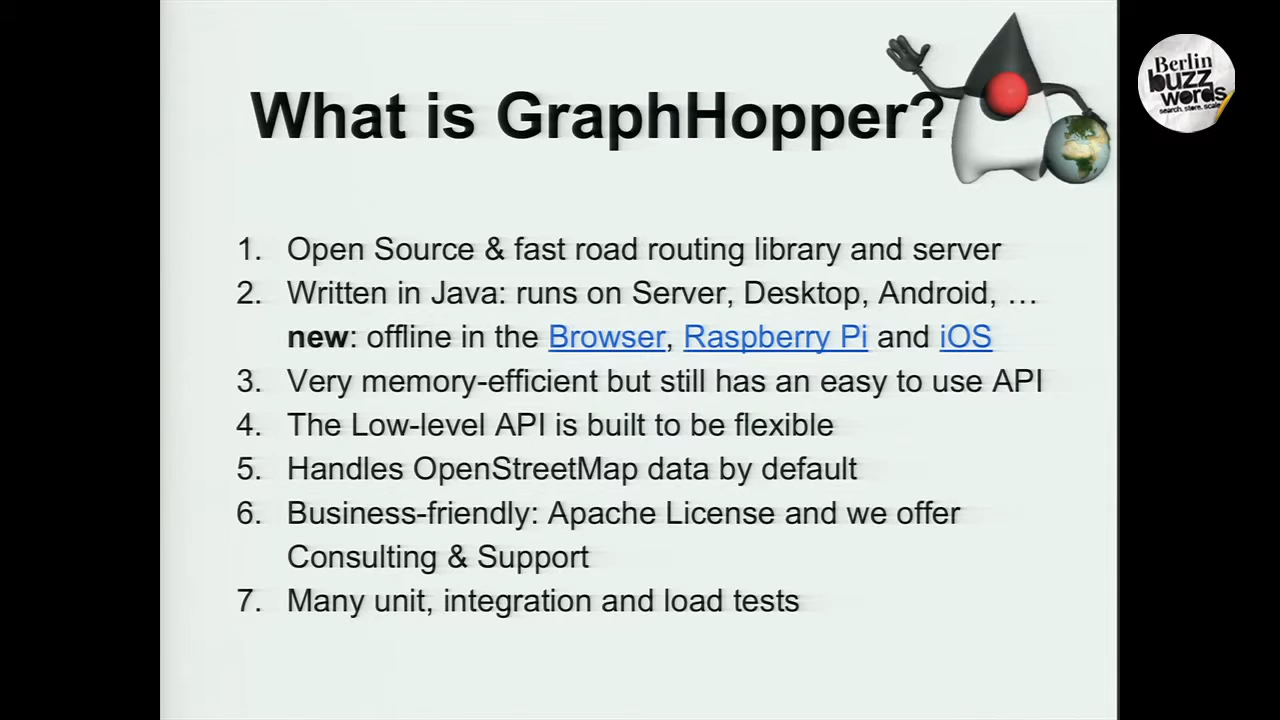 What is GraphHopper?
Berlin
buzz
words
search. store. scale.
1. Open Source & fast road routing library and server
2. Written in Java: runs on Server, Desktop, Android, …
new: offline in the Browser, Raspberry Pi and iOS
3. Very memory-efficient but still has an easy to use API
4. The Low-level API is built to be flexible
5. Handles OpenStreetMap data by default
6. Business-friendly: Apache License and we offer
Consulting & Support
7. Many unit, integration and load tests